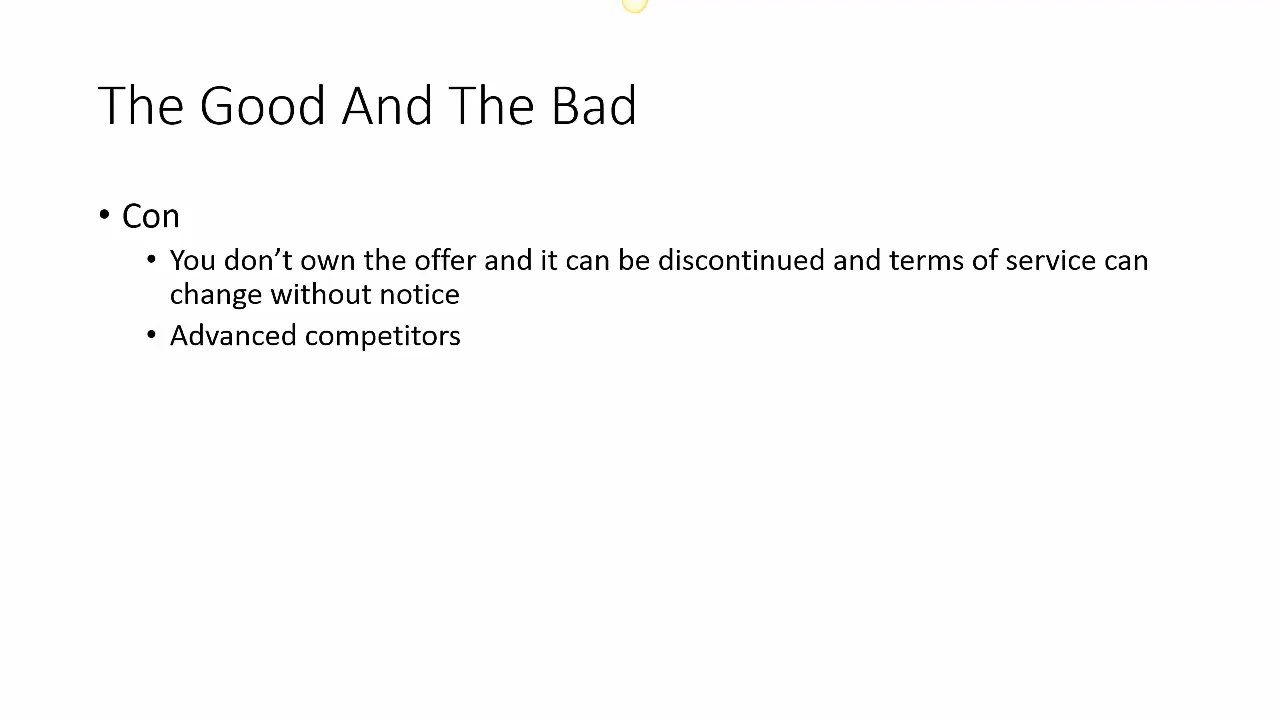 The Good And The Bad
• Con
• You don’t own the offer and it can be discontinued and terms of service can
change without notice
• Advanced competitors